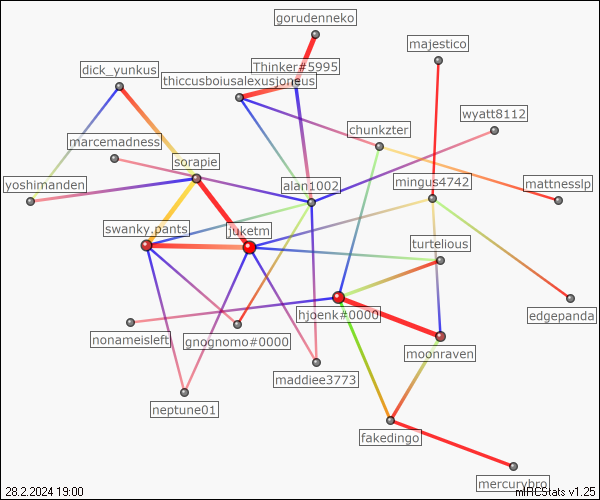 gorudenneko
majestico
Thinker#5995
dick_yunkus
thiccusboiusalexusjoneus
wyatt8112
chunkzter
marcemadness
sorapie
yoshimanden
alan1002
mingus4742
mattnesslp
swanky.pants
juketm
turtelious
hjoenk#0000
edgepanda
nonameisleft
gnognomo#0000
moonraven
maddiee3773
neptune01
fakedingo
mercurybro
28.2.2024 19:00
mIRCStats v1.25